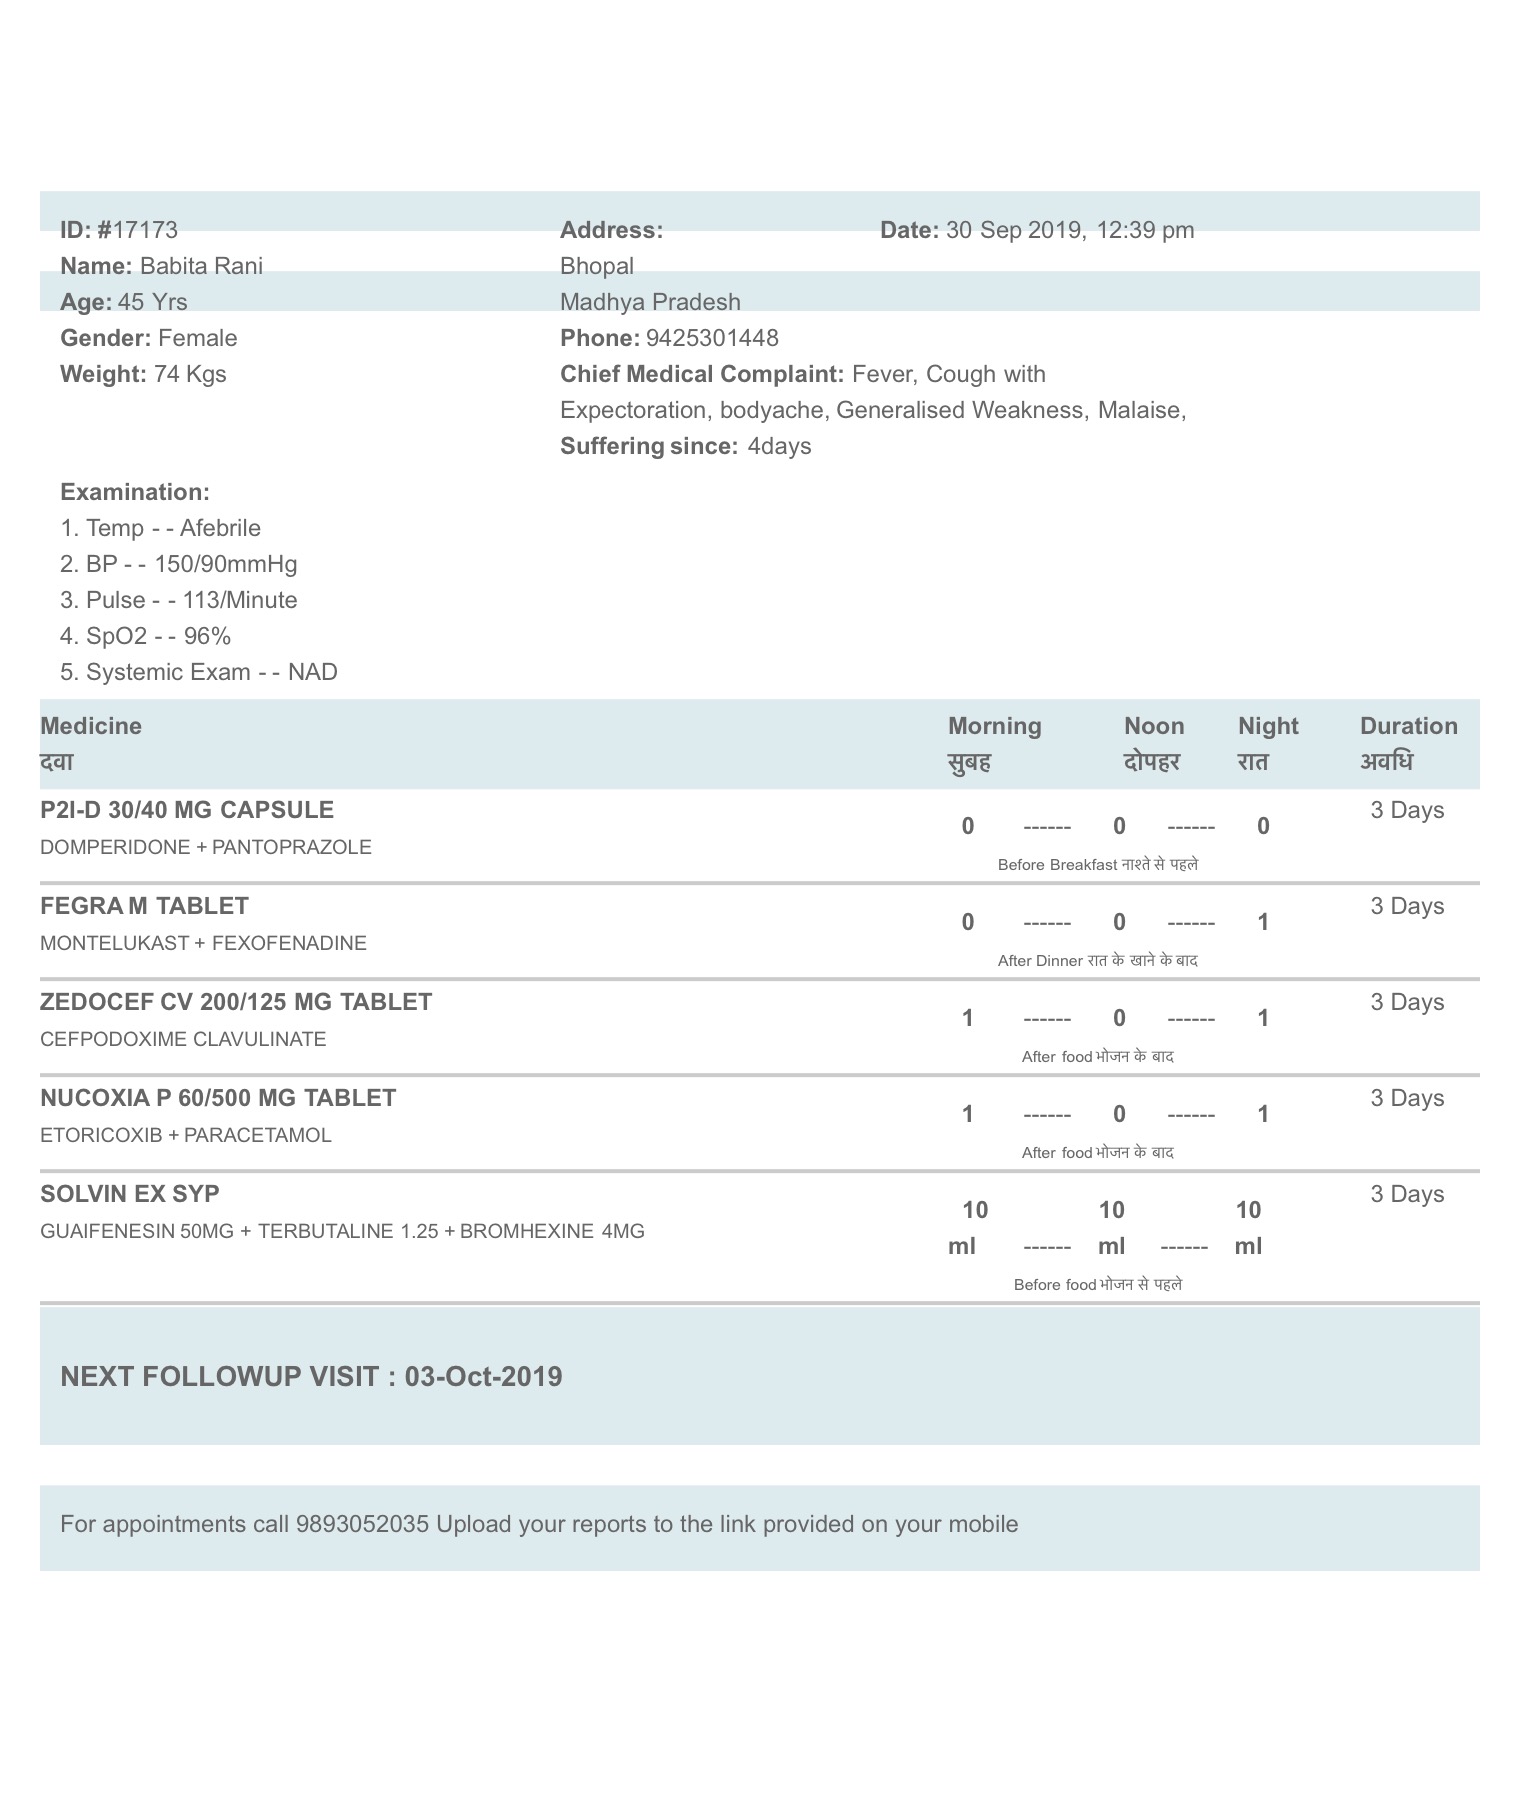 ID: #17173
Name: Babita Rani
Age: 45 Yrs
Gender: Female
Weight: 74 Kgs
Address:
Bhopal
Madhya Pradesh
Phone: 9425301448
Chief Medical Complaint: Fever, Cough with
Expectoration, bodyache, Generalised Weakness, Malaise,
Suffering since: 4days
Date: 30 Sep 2019, 12:39 pm
Examination:
1. Temp - - Afebrile
2. BP - - 150/90mmHg
3. Pulse - - 113/Minute
4. SpO2 - - 96%
5. Systemic Exam - - NAD
Medicine Morning Noon Night Duration
दवा सुबह दोपहर रात अवधि
P2I-D 30/40 MG CAPSULE 3 Days
0 ------ 0 ------ 0
DOMPERIDONE + PANTOPRAZOLE
Before Breakfast नाश्ते से पहले
FEGRA M TABLET 3 Days
0 ------ 0 ------ 1
MONTELUKAST + FEXOFENADINE
After Dinner रात के खाने के बाद
ZEDOCEF CV 200/125 MG TABLET 3 Days
1 ------ 0 ------ 1
CEFPODOXIME CLAVULINATE
After food भोजन के बाद
NUCOXIA P 60/500 MG TABLET 3 Days
1 ------ 0 ------ 1
ETORICOXIB + PARACETAMOL
After food भोजन के बाद
SOLVIN EX SYP 3 Days
10 10 10
GUAIFENESIN 50MG + TERBUTALINE 1.25 + BROMHEXINE 4MG
ml ------ ml ------ ml
Before food भोजन से पहले
NEXT FOLLOWUP VISIT : 03-Oct-2019
For appointments call 9893052035 Upload your reports to the link provided on your mobile